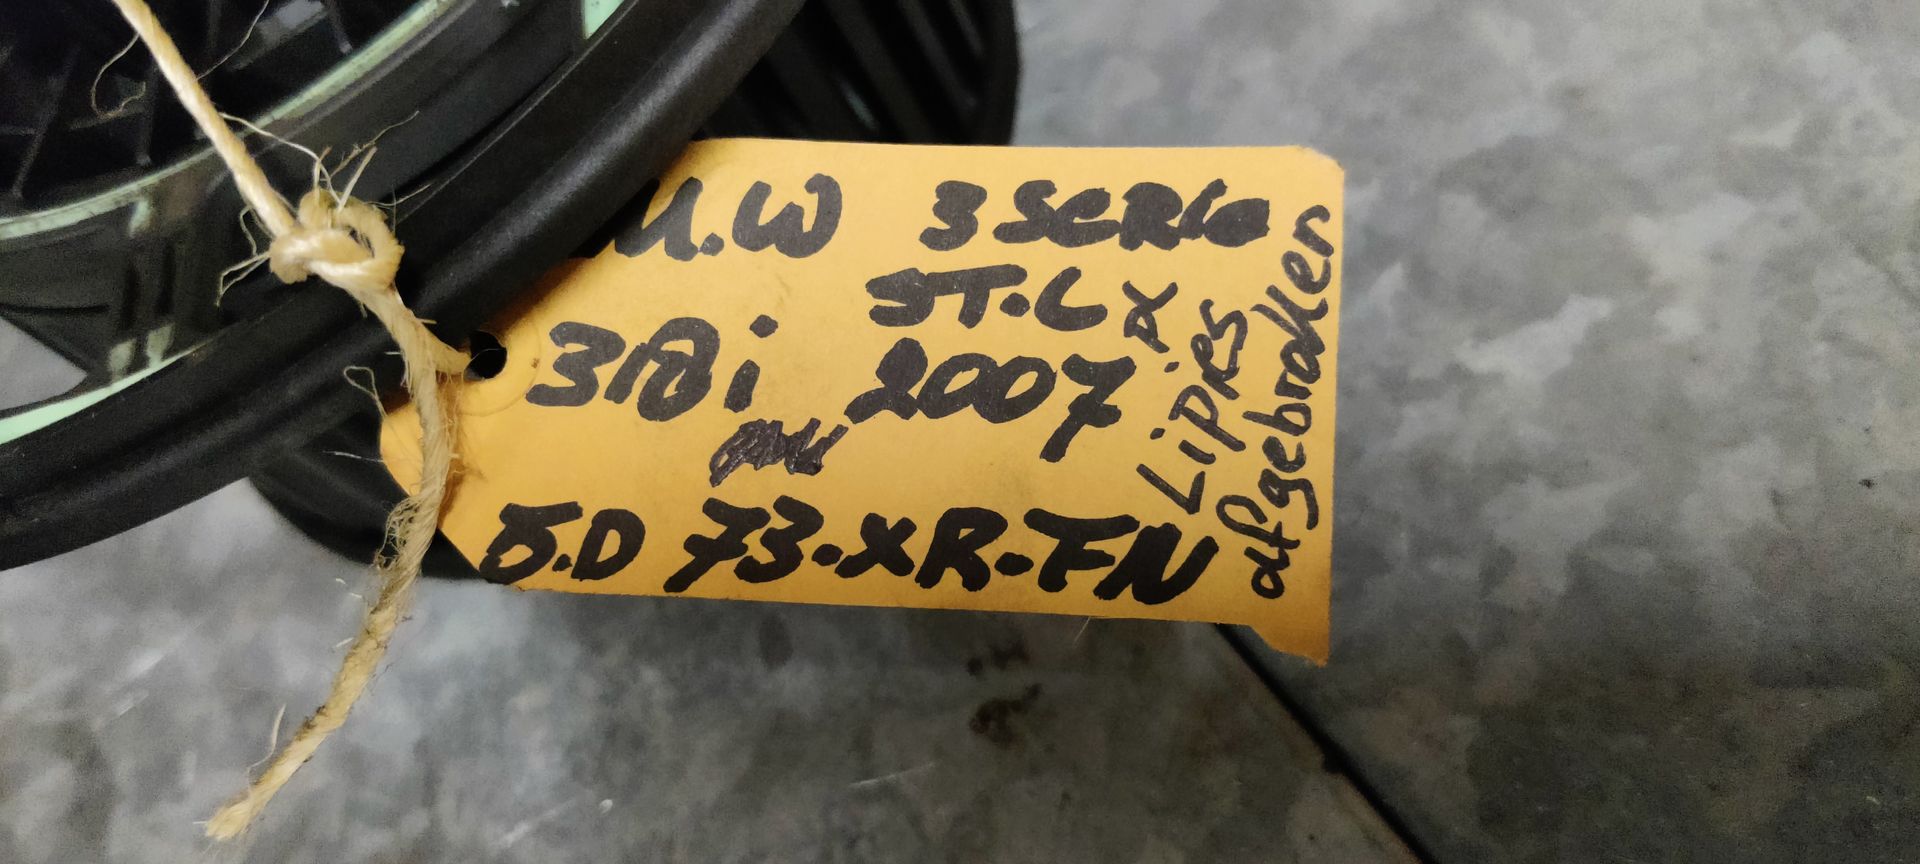 M.W 3 SERie
ST.C
318i 2007
5.D 73-XR-FN
α Lipjes
afgebroken